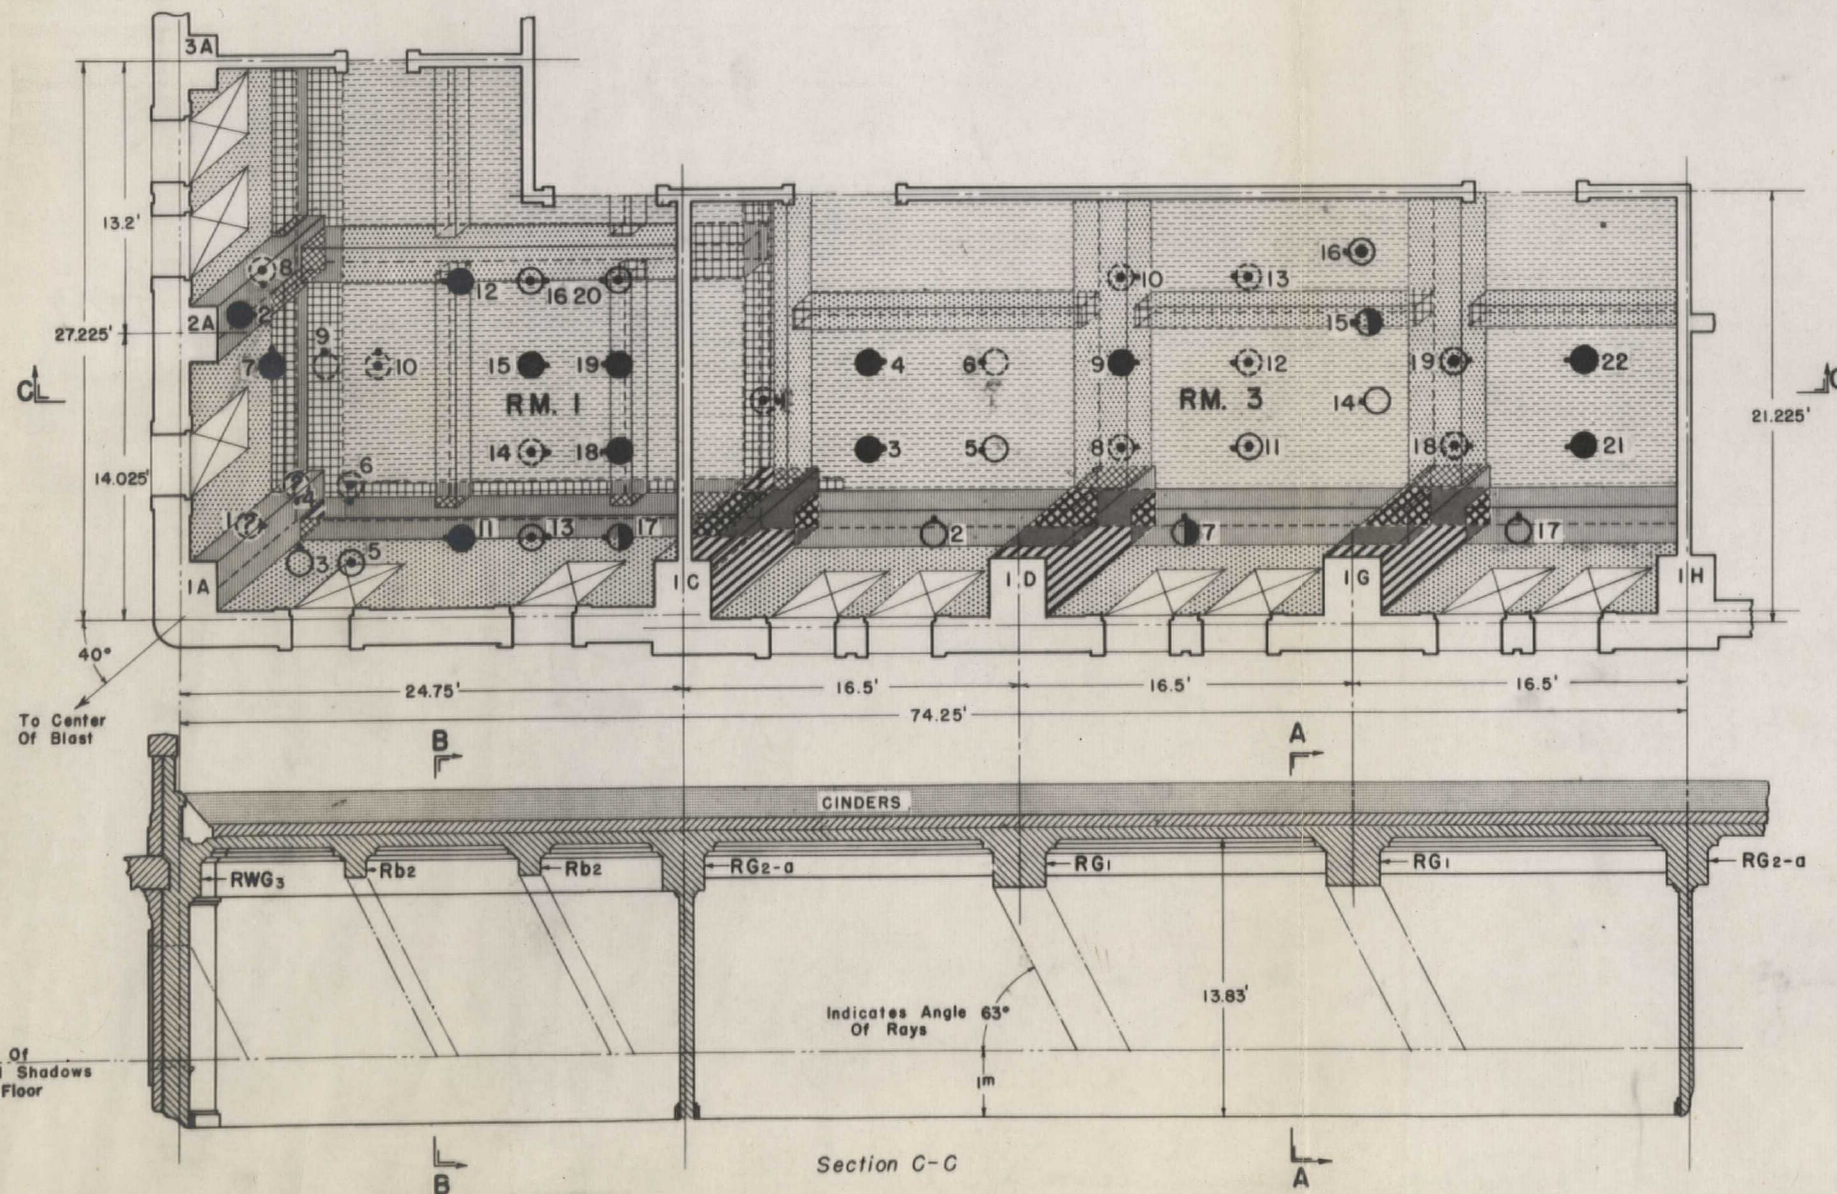 3A
13.2'
8
12
16 20
10
13
16
2
2A
27.225'
9
15
7
10
15
19
4
6
9
12
19
22
C
RM. 1
1
RM. 3
14
C
21.225'
14.025'
6
14
18
3
5
8
11
18
21
4
1
11
13
17
2
7
17
3
5
1A
1C
1D
1G
1H
40°
24.75'
16.5'
16.5'
16.5'
74.25'
To Center
Of Blast
B
A
CINDERS
RWG3
Rb2
Rb2
RG2-a
RG1
RG1
RG2-a
13.83'
Indicates Angle 63°
Of Rays
Of
Shadows
Floor
1m
Section C-C
B
A